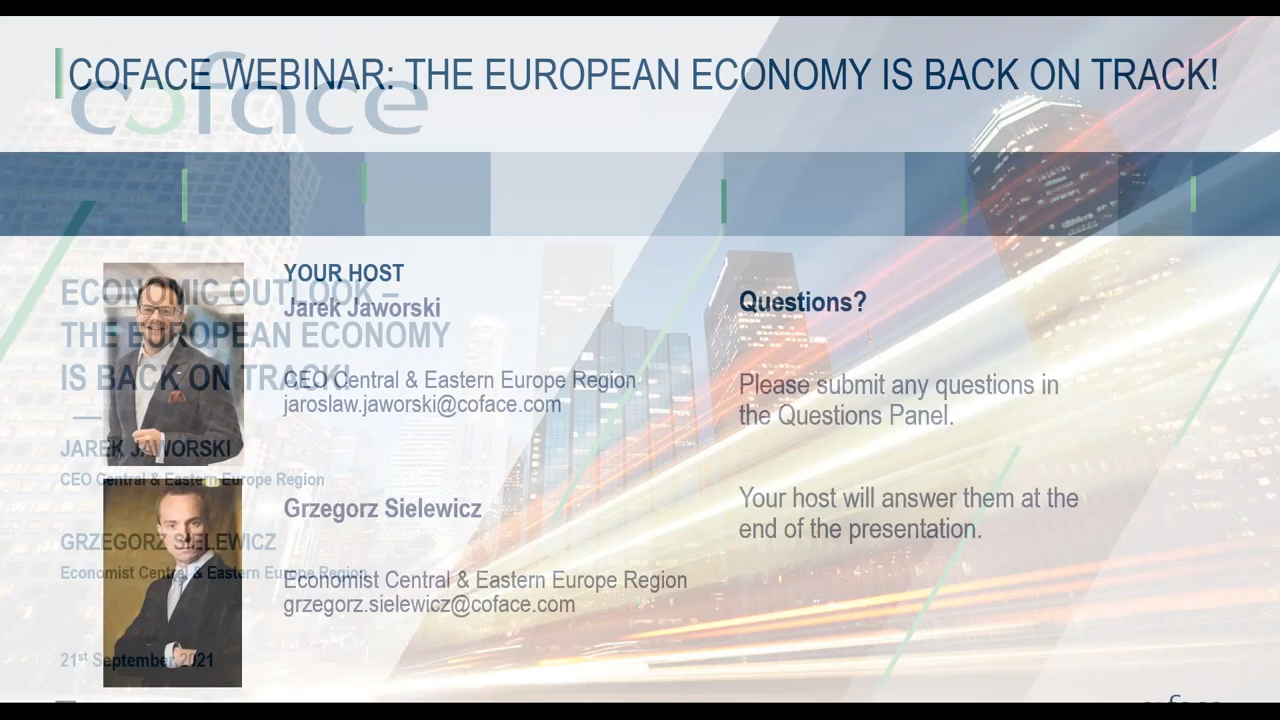 COFACE WEBINAR: THE EUROPEAN ECONOMY IS BACK ON TRACK!
coface
YOUR HOST
Jarek Jaworski
CEO Central & Eastern Europe Region
jaroslaw.jaworski@coface.com
Grzegorz Sielewicz
Economist Central & Eastern Europe Region
grzegorz.sielewicz@coface.com
Questions?
Please submit any questions in
the Questions Panel.
Your host will answer them at the
end of the presentation.
ECONOMIC OUTLOOK –
THE EUROPEAN ECONOMY
IS BACK ON TRACK!
JAREK JAWORSKI
CEO Central & Eastern Europe Region
GRZEGORZ SIELEWICZ
Economist Central & Eastern Europe Region
21st September 2021